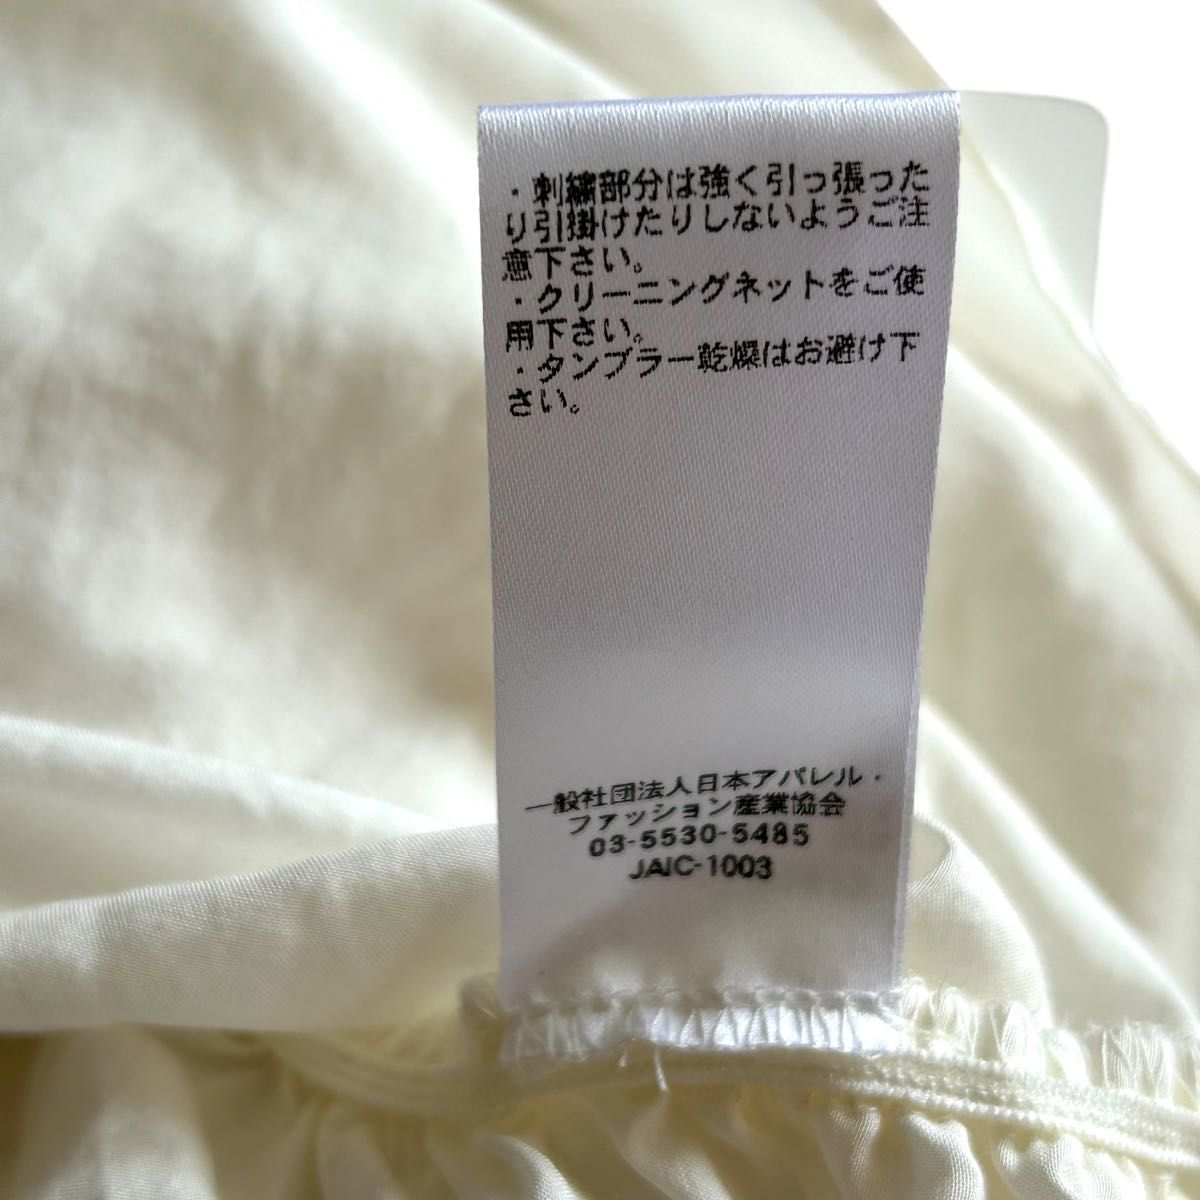 ・刺繍部分は強く引っ張った
り引掛けたりしないようご注
意下さい。
・クリーニングネットをご使
用下さい。
・タンブラー乾燥はお避け下
さい。
一般社団法人日本アパレル・
ファッション産業協会
03-5530-5485
JAIC-1003